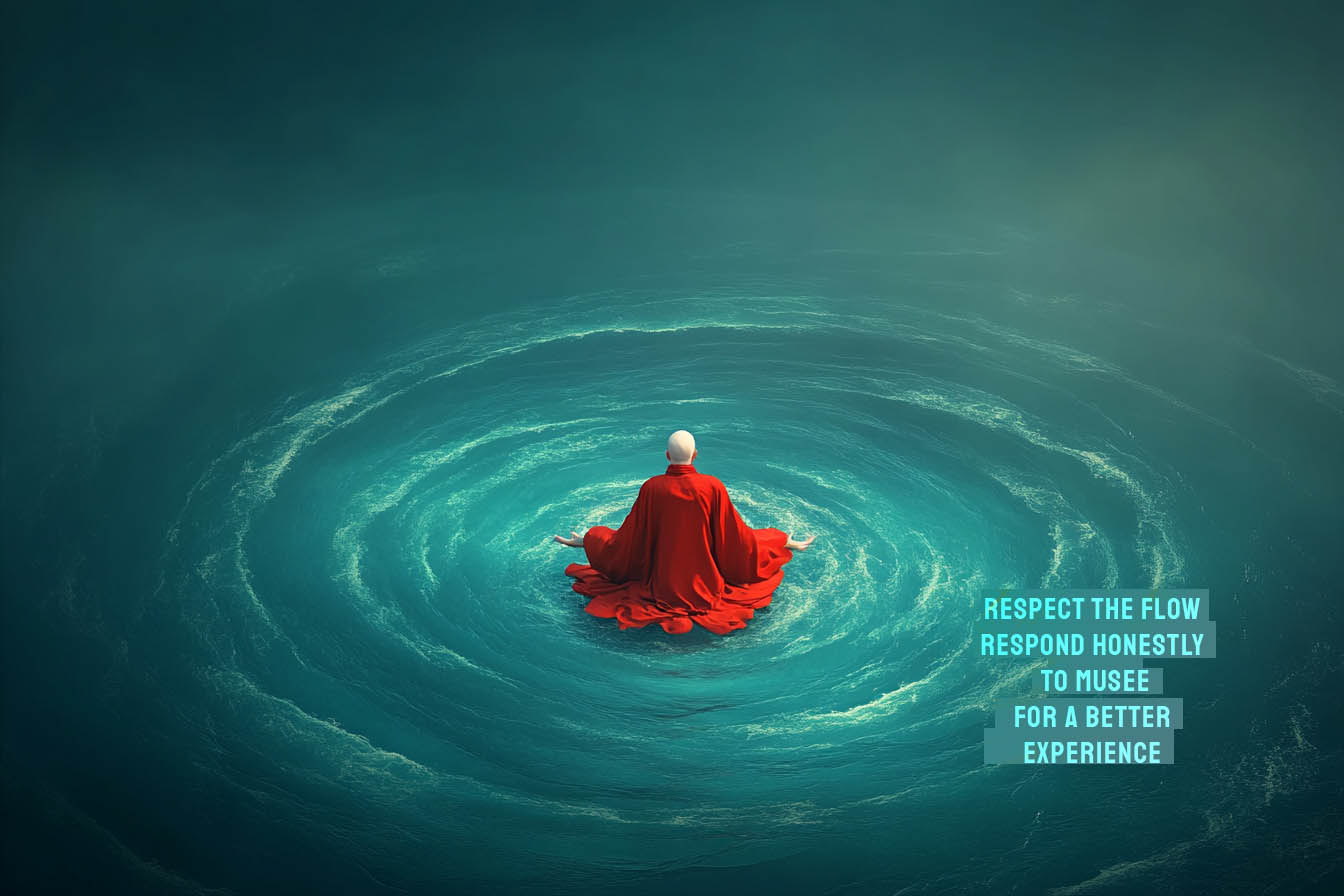 RESPECT THE FLOW
RESPOND HONESTLY
TO MUSEE
FOR A BETTER
EXPERIENCE